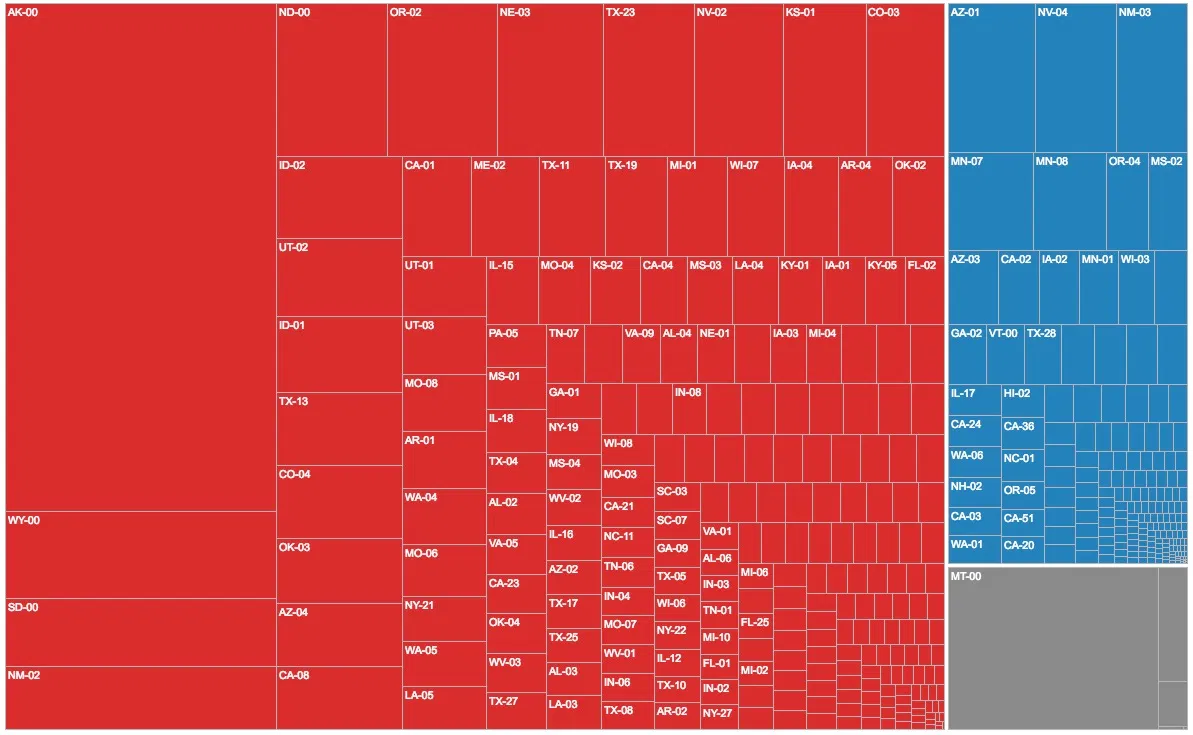 AK-00
ND-00
OR-02
NE-03
TX-23
NV-02
KS-01
CO-03
AZ-01
NV-04
NM-03
ID-02
CA-01
ME-02
TX-11
TX-19
MI-01
WI-07
IA-04
AR-04
OK-02
MN-07
MN-08
OR-04
MS-02
UT-02
UT-01
IL-15
MO-04
KS-02
CA-04
MS-03
LA-04
KY-01
IA-01
KY-05
FL-02
AZ-03
CA-02
IA-02
MN-01
WI-03
ID-01
UT-03
PA-05
TN-07
VA-09
AL-04
NE-01
IA-03
MI-04
GA-02
VT-00
TX-28
MO-08
MS-01
GA-01
IN-08
IL-17
HI-02
TX-13
IL-18
NY-19
CA-24
CA-36
AR-01
WI-08
TX-04
MS-04
WA-06
NC-01
CO-04
MO-03
WA-04
AL-02
WV-02
SC-03
NH-02
OR-05
CA-21
WY-00
SC-07
CA-03
CA-51
IL-16
NC-11
VA-01
OK-03
MO-06
VA-05
GA-09
WA-01
CA-20
AL-06
AZ-02
TN-06
MI-06
TX-05
MT-00
CA-23
IN-03
SD-00
NY-21
TX-17
IN-04
WI-06
AZ-04
TN-01
OK-04
MO-07
NY-22
FL-25
TX-25
MI-10
WA-05
WV-01
IL-12
WV-03
FL-01
NM-02
CA-08
AL-03
MI-02
IN-06
TX-10
IN-02
LA-05
TX-27
LA-03
TX-08
AR-02
NY-27